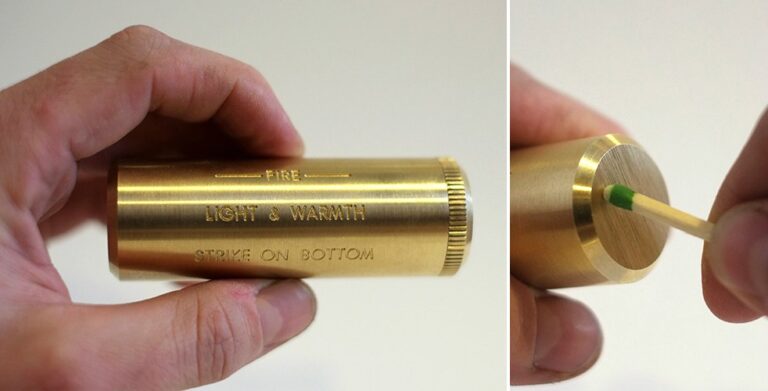 FIRE
LIGHT & WARMTH
STRIKE ON BOTTOM